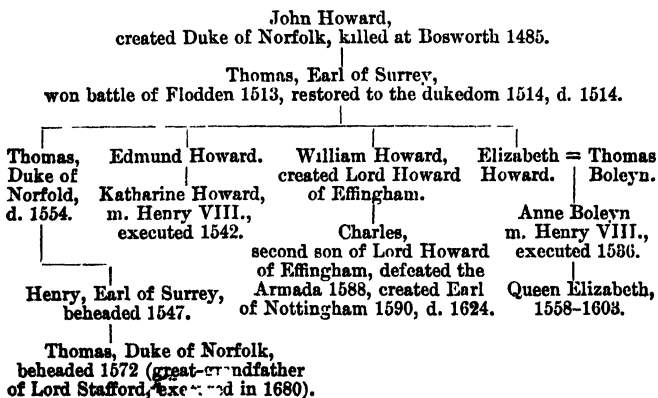 John Howard,
created Duke of Norfolk, killed at Bosworth 1485.
Thomas, Earl of Surrey,
won battle of Flodden 1513, restored to the dukedom 1514, d. 1514.
Thomas,
Duke of
Norfold,
d. 1554.
Edmund Howard.
Katharine Howard,
m. Henry VIII.,
executed 1542.
William Howard,
created Lord Howard
of Effingham.
Charles,
second son of Lord Howard
of Effingham, defeated the
Armada 1588, created Earl
of Nottingham 1590, d. 1624.
Elizabeth = Thomas
Howard. Boleyn.
Anne Boleyn
m. Henry VIII.,
executed 1536.
Queen Elizabeth,
1558-1603.
Henry, Earl of Surrey,
beheaded 1547.
Thomas, Duke of Norfolk,
beheaded 1572 (great-grandfather
of Lord Stafford, in 1680).